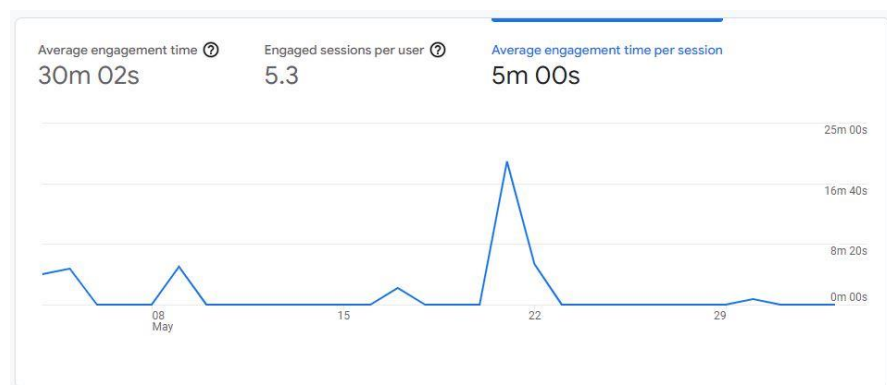 Average engagement time
30m 02s
Engaged sessions per user
5.3
Average engagement time per session
5m 00s
25m 00s
16m 40s
8m 20s
0m 00s
08
May
15
22
29